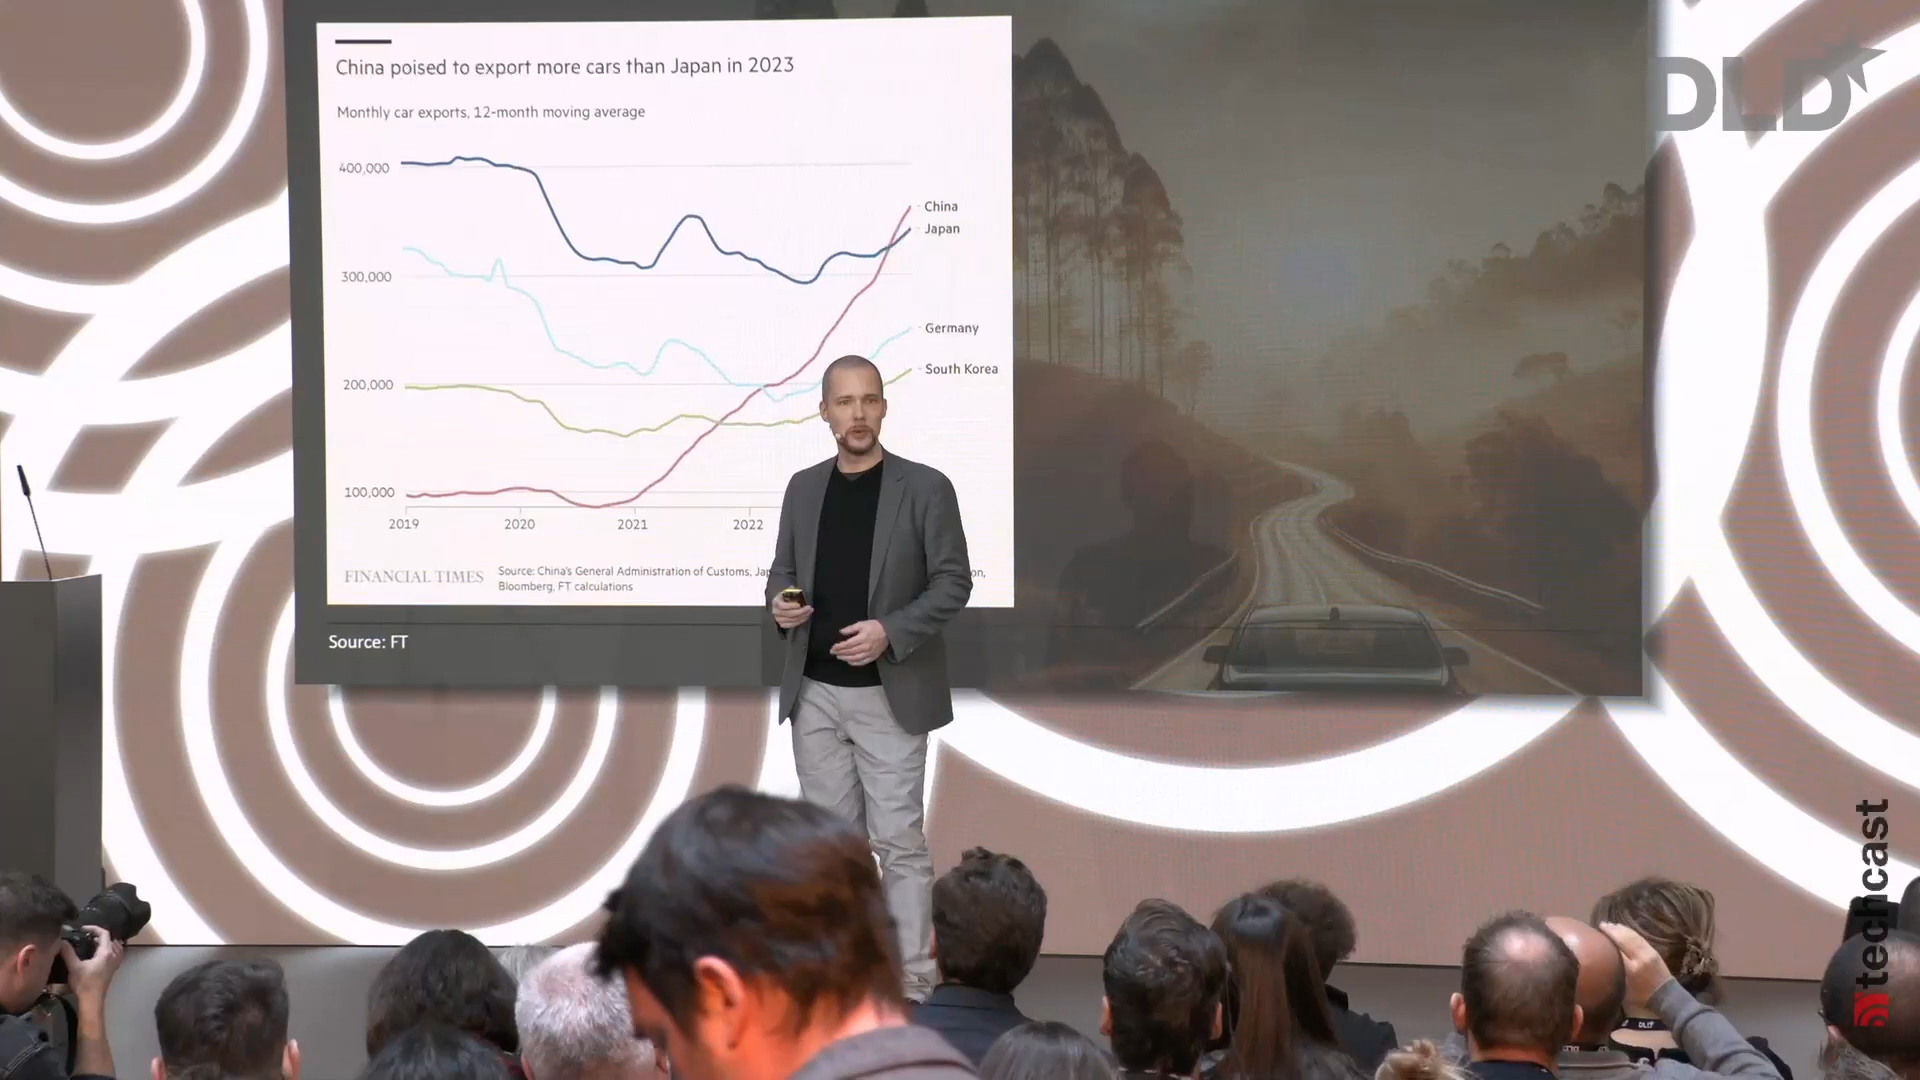 China poised to export more cars than Japan in 2023
Monthly car exports, 12-month moving average
400,000
300,000
200,000
100,000
2019 2020 2021 2022
China
Japan
Germany
South Korea
FINANCIAL TIMES
Source: China's General Administration of Customs,
Bloomberg, FT calculations
Source: FT
DLD
techcast
DLD